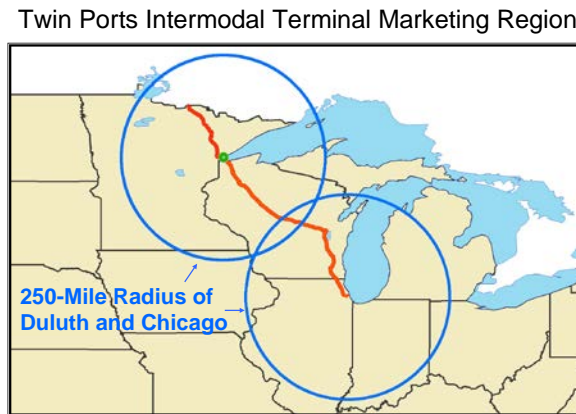 Twin Ports Intermodal Terminal Marketing Region
250-Mile Radius of
Duluth and Chicago